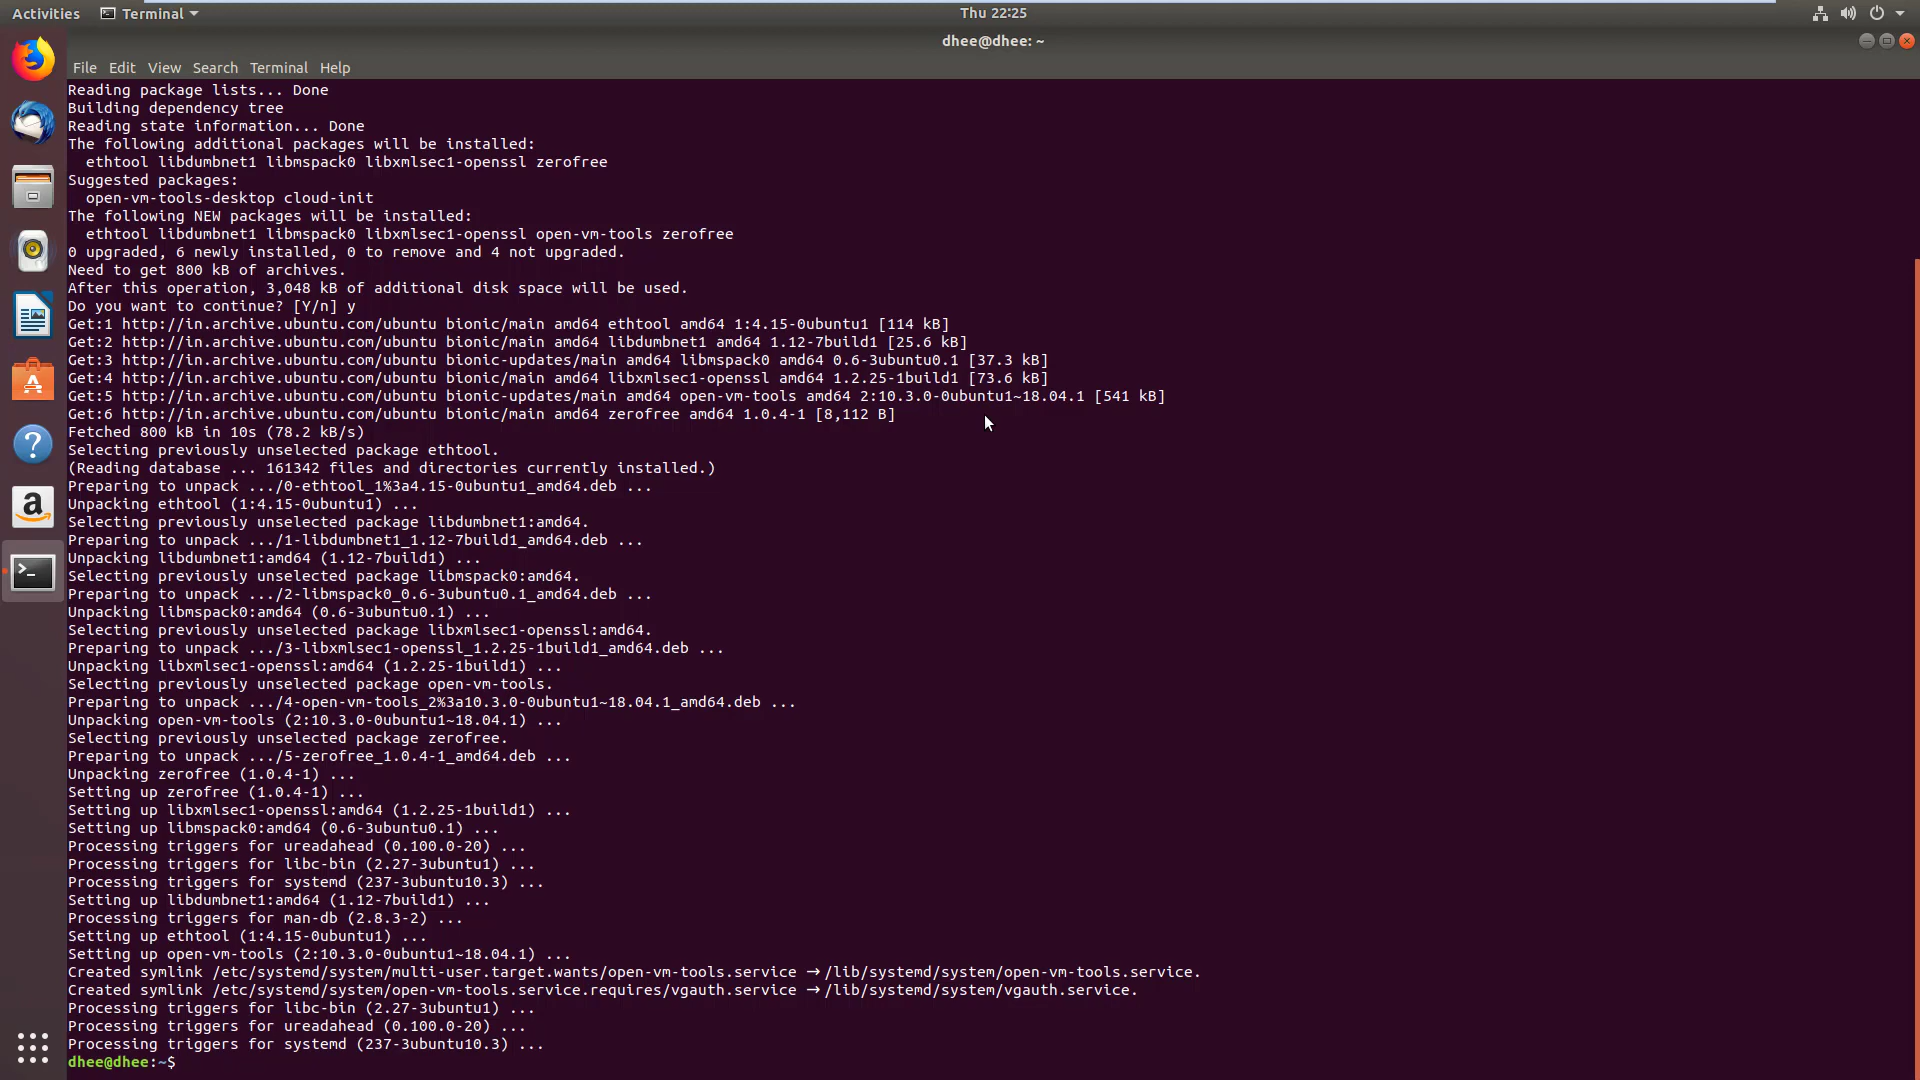 Activities Terminal Thu 22:25
dhee@dhee: ~
File Edit View Search Terminal Help
Reading package lists... Done
Building dependency tree
Reading state information... Done
The following additional packages will be installed:
  ethtool libdumbnet1 libmspack0 libxmlsec1-openssl zerofree
Suggested packages:
  open-vm-tools-desktop cloud-init
The following NEW packages will be installed:
  ethtool libdumbnet1 libmspack0 libxmlsec1-openssl open-vm-tools zerofree
0 upgraded, 6 newly installed, 0 to remove and 4 not upgraded.
Need to get 800 kB of archives.
After this operation, 3,048 kB of additional disk space will be used.
Do you want to continue? [Y/n] y
Get:1 http://in.archive.ubuntu.com/ubuntu bionic/main amd64 ethtool amd64 1:4.15-0ubuntu1 [114 kB]
Get:2 http://in.archive.ubuntu.com/ubuntu bionic/main amd64 libdumbnet1 amd64 1.12-7build1 [25.6 kB]
Get:3 http://in.archive.ubuntu.com/ubuntu bionic-updates/main amd64 libmspack0 amd64 0.6-3ubuntu0.1 [37.3 kB]
Get:4 http://in.archive.ubuntu.com/ubuntu bionic/main amd64 libxmlsec1-openssl amd64 1.2.25-1build1 [73.6 kB]
Get:5 http://in.archive.ubuntu.com/ubuntu bionic-updates/main amd64 open-vm-tools amd64 2:10.3.0-0ubuntu1~18.04.1 [541 kB]
Get:6 http://in.archive.ubuntu.com/ubuntu bionic/main amd64 zerofree amd64 1.0.4-1 [8,112 B]
Fetched 800 kB in 10s (78.2 kB/s)
Selecting previously unselected package ethtool.
(Reading database ... 161342 files and directories currently installed.)
Preparing to unpack .../0-ethtool_1%3a4.15-0ubuntu1_amd64.deb ...
Unpacking ethtool (1:4.15-0ubuntu1) ...
Selecting previously unselected package libdumbnet1:amd64.
Preparing to unpack .../1-libdumbnet1_1.12-7build1_amd64.deb ...
Unpacking libdumbnet1:amd64 (1.12-7build1) ...
Selecting previously unselected package libmspack0:amd64.
Preparing to unpack .../2-libmspack0_0.6-3ubuntu0.1_amd64.deb ...
Unpacking libmspack0:amd64 (0.6-3ubuntu0.1) ...
Selecting previously unselected package libxmlsec1-openssl:amd64.
Preparing to unpack .../3-libxmlsec1-openssl_1.2.25-1build1_amd64.deb ...
Unpacking libxmlsec1-openssl:amd64 (1.2.25-1build1) ...
Selecting previously unselected package open-vm-tools.
Preparing to unpack .../4-open-vm-tools_2%3a10.3.0-0ubuntu1~18.04.1_amd64.deb ...
Unpacking open-vm-tools (2:10.3.0-0ubuntu1~18.04.1) ...
Selecting previously unselected package zerofree.
Preparing to unpack .../5-zerofree_1.0.4-1_amd64.deb ...
Unpacking zerofree (1.0.4-1) ...
Setting up zerofree (1.0.4-1) ...
Setting up libxmlsec1-openssl:amd64 (1.2.25-1build1) ...
Setting up libmspack0:amd64 (0.6-3ubuntu0.1) ...
Processing triggers for ureadahead (0.100.0-20) ...
Processing triggers for libc-bin (2.27-3ubuntu1) ...
Processing triggers for systemd (237-3ubuntu10.3) ...
Setting up libdumbnet1:amd64 (1.12-7build1) ...
Processing triggers for man-db (2.8.3-2) ...
Setting up ethtool (1:4.15-0ubuntu1) ...
Setting up open-vm-tools (2:10.3.0-0ubuntu1~18.04.1) ...
Created symlink /etc/systemd/system/multi-user.target.wants/open-vm-tools.service → /lib/systemd/system/open-vm-tools.service.
Created symlink /etc/systemd/system/open-vm-tools.service.requires/vgauth.service → /lib/systemd/system/vgauth.service.
Processing triggers for libc-bin (2.27-3ubuntu1) ...
Processing triggers for ureadahead (0.100.0-20) ...
Processing triggers for systemd (237-3ubuntu10.3) ...
dhee@dhee:~$